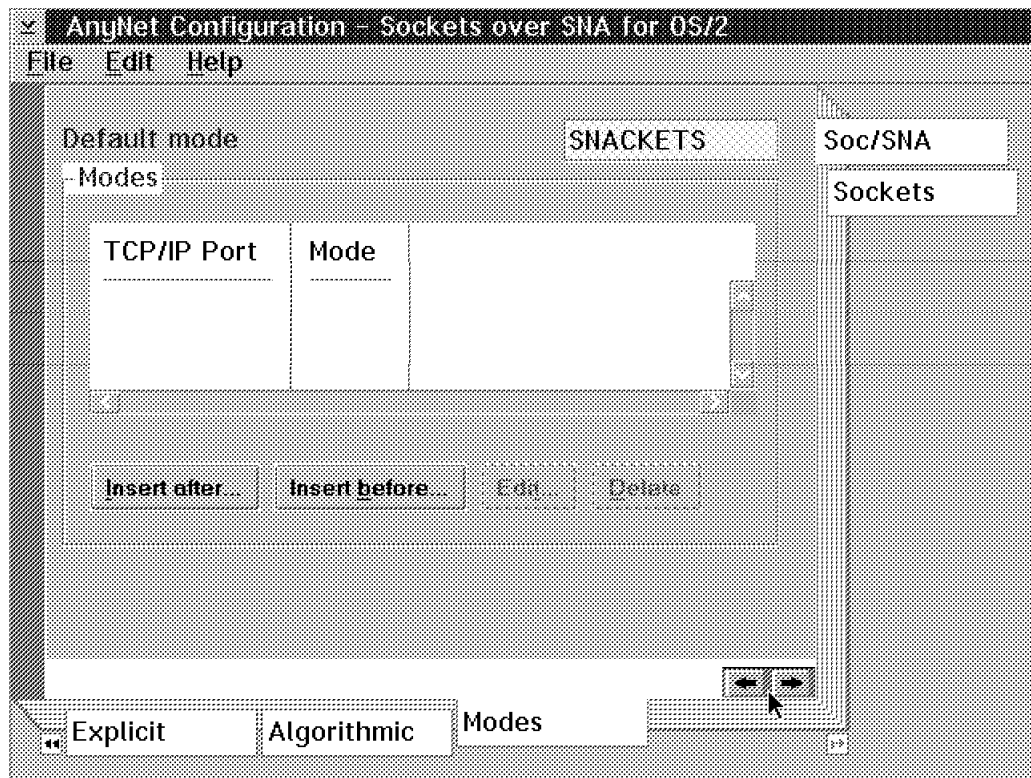 AnyNet Configuration - Sockets over SNA for OS/2
File Edit Help
Default mode SNACKETS
Modes
TCP/IP Port Mode
Insert after... Insert before... Edit... Delete
Soc/SNA
Sockets
Explicit Algorithmic Modes